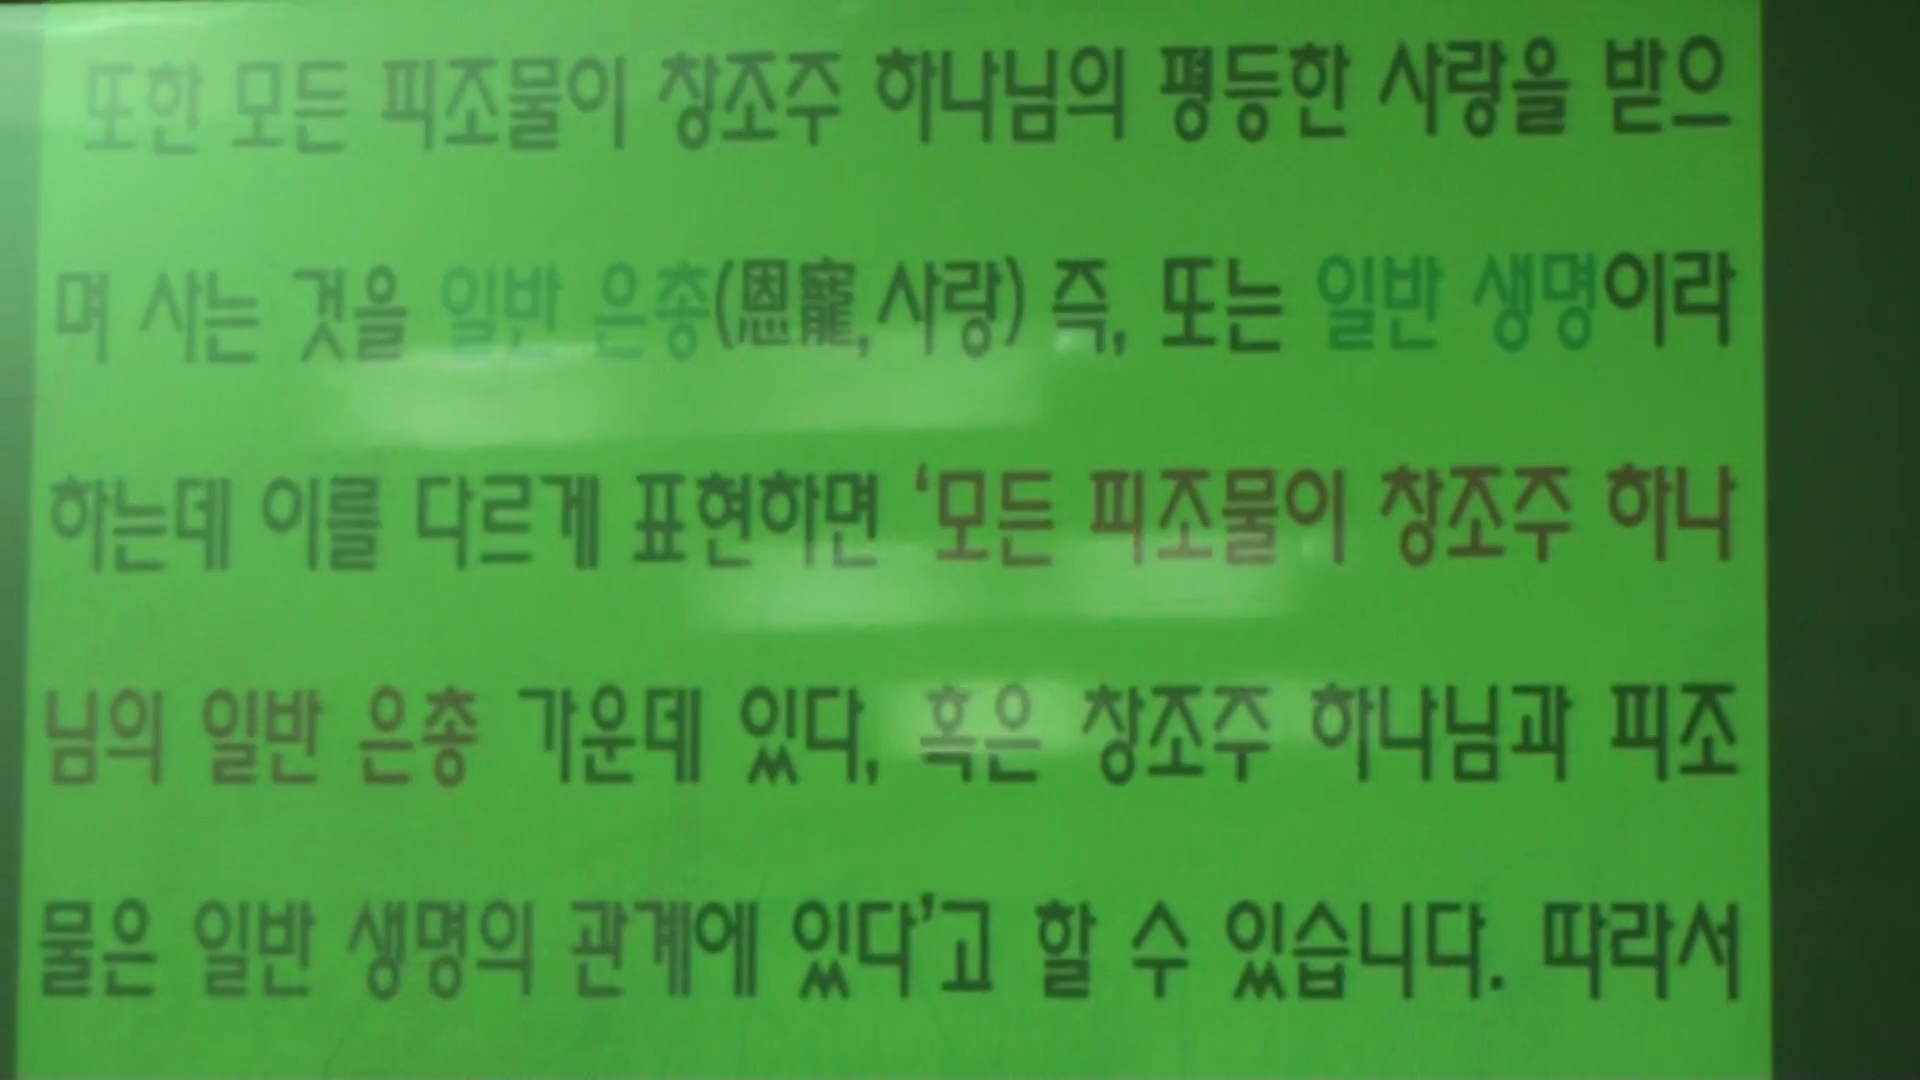 또한 모든 피조물이 창조주 하나님의 평등한 사랑을 받으
며 사는 것을 일반 은총(恩寵, 사랑) 즉, 또는 일반 생명이라
하는데 이를 다르게 표현하면 ‘모든 피조물이 창조주 하나
님의 일반 은총 가운데 있다, 혹은 창조주 하나님과 피조
물은 일반 생명의 관계에 있다’고 할 수 있습니다. 따라서